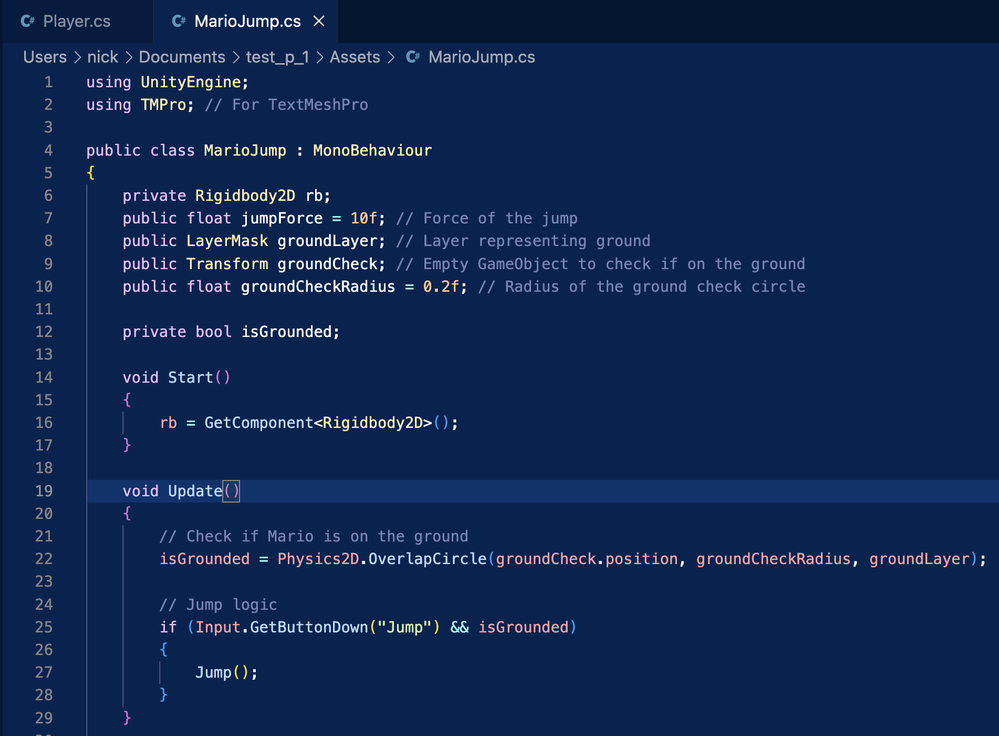 C# Player.cs C# MarioJump.cs ×
Users > nick > Documents > test_p_1 > Assets > C# MarioJump.cs
1 using UnityEngine;
2 using TMPro; // For TextMeshPro
3
4 public class MarioJump : MonoBehaviour
5 {
6 private Rigidbody2D rb;
7 public float jumpForce = 10f; // Force of the jump
8 public LayerMask groundLayer; // Layer representing ground
9 public Transform groundCheck; // Empty GameObject to check if on the ground
10 public float groundCheckRadius = 0.2f; // Radius of the ground check circle
11
12 private bool isGrounded;
13
14 void Start()
15 {
16 rb = GetComponent<Rigidbody2D>();
17 }
18
19 void Update()
20 {
21 // Check if Mario is on the ground
22 isGrounded = Physics2D.OverlapCircle(groundCheck.position, groundCheckRadius, groundLayer);
23
24 // Jump logic
25 if (Input.GetButtonDown("Jump") && isGrounded)
26 {
27 Jump();
28 }
29 }